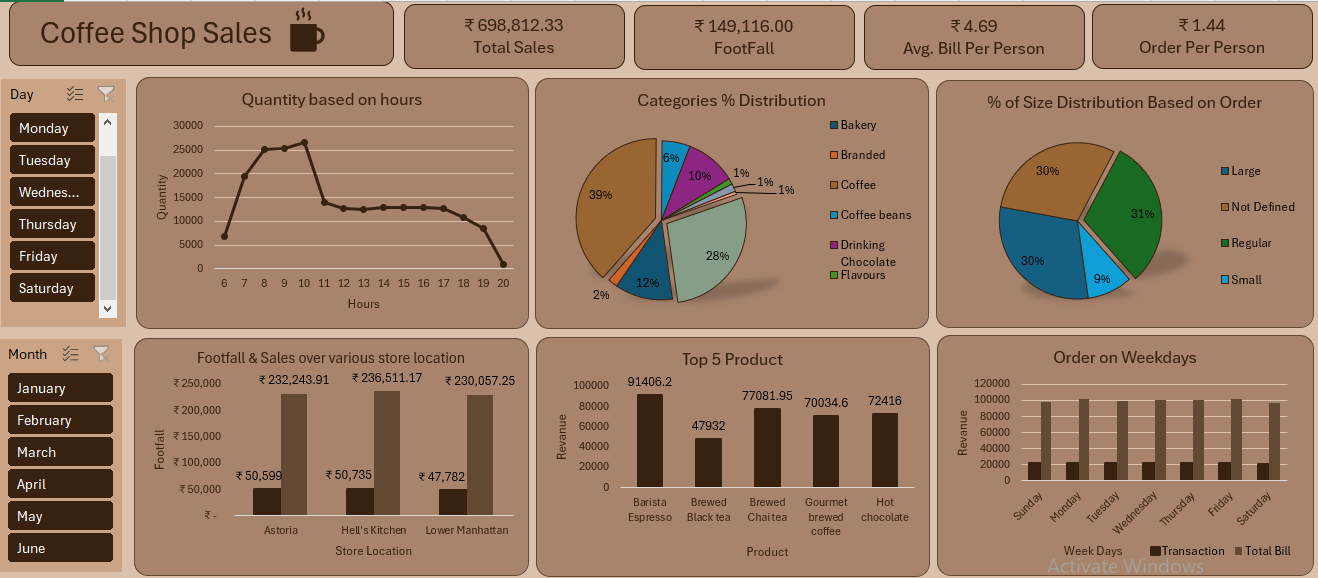 Coffee Shop Sales
₹ 698,812.33
Total Sales
₹ 149,116.00
FootFall
₹ 4.69
Avg. Bill Per Person
₹ 1.44
Order Per Person
Day
Monday
Tuesday
Wednes...
Thursday
Friday
Saturday
Quantity based on hours
30000
25000
20000
15000
10000
5000
0
Quantity
6 7 8 9 10 11 12 13 14 15 16 17 18 19 20
Hours
Categories % Distribution
6%
10%
1%
1%
1%
28%
12%
2%
39%
Bakery
Branded
Coffee
Coffee beans
Drinking
Chocolate
Flavours
% of Size Distribution Based on Order
30%
31%
30%
9%
Large
Not Defined
Regular
Small
Month
January
February
March
April
May
June
Footfall & Sales over various store location
₹ 250,000
₹ 200,000
₹ 150,000
₹ 100,000
₹ 50,000
₹ -
Footfall
₹ 232,243.91
₹ 236,511.17
₹ 230,057.25
₹ 50,599
₹ 50,735
₹ 47,782
Astoria
Hell's Kitchen
Lower Manhattan
Store Location
Top 5 Product
100000
80000
60000
40000
20000
0
Revanue
91406.2
47932
77081.95
70034.6
72416
Barista
Espresso
Brewed
Black tea
Brewed
Chai tea
Gourmet
brewed
coffee
Hot
chocolate
Product
Order on Weekdays
120000
100000
80000
60000
40000
20000
0
Revanue
Sunday
Monday
Tuesday
Wednesday
Thursday
Friday
Saturday
Week Days
Transaction
Total Bill
Activate Windows